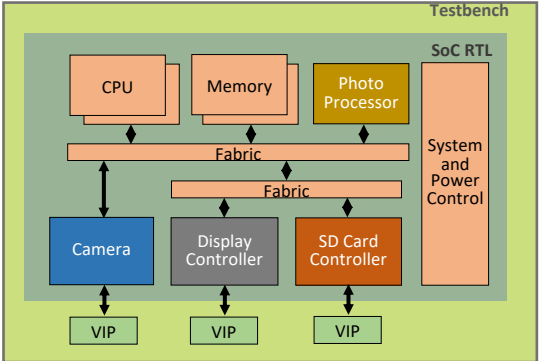 Testbench
SoC RTL
CPU
Memory
Photo
Processor
System
and
Power
Control
Fabric
Fabric
Camera
Display
Controller
SD Card
Controller
VIP
VIP
VIP